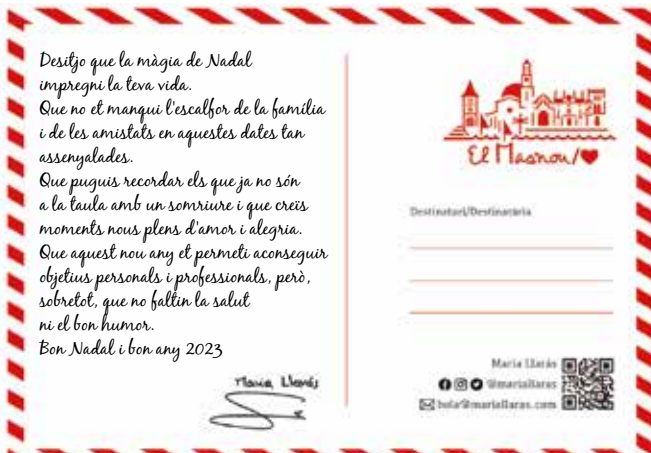 Desitjo que la màgia de Nadal
impregni la teva vida.
Que no et manqui l'escalfor de la família
i de les amistats en aquestes dates tan
assenyalades.
Que puguis recordar els que ja no són
a la taula amb un somriure i que creïs
moments nous plens d'amor i alegria.
Que aquest nou any et permeti aconseguir
objetius personals i professionals, però,
sobretot, que no faltin la salut
ni el bon humor.
Bon Nadal i bon any 2023
Maria Llarás
El Masnou/
Destinatari/Destinatària
Maria Llarás
@mariallaras
hola@mariallaras.com